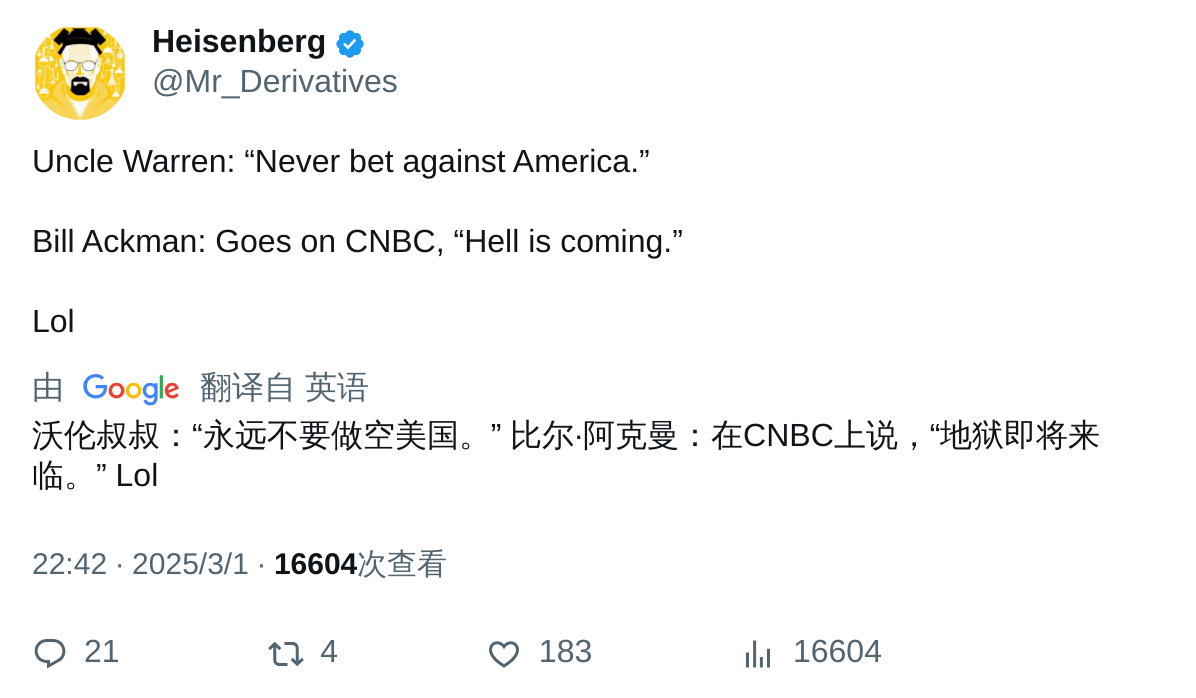 Heisenberg
@Mr_Derivatives
Uncle Warren: “Never bet against America.”
Bill Ackman: Goes on CNBC, “Hell is coming.”
Lol
由 Google 翻译自 英语
沃伦叔叔：“永远不要做空美国。” 比尔·阿克曼：在CNBC上说，“地狱即将来
临。” Lol
22:42 · 2025/3/1 · 16604次查看
21 4 183 16604